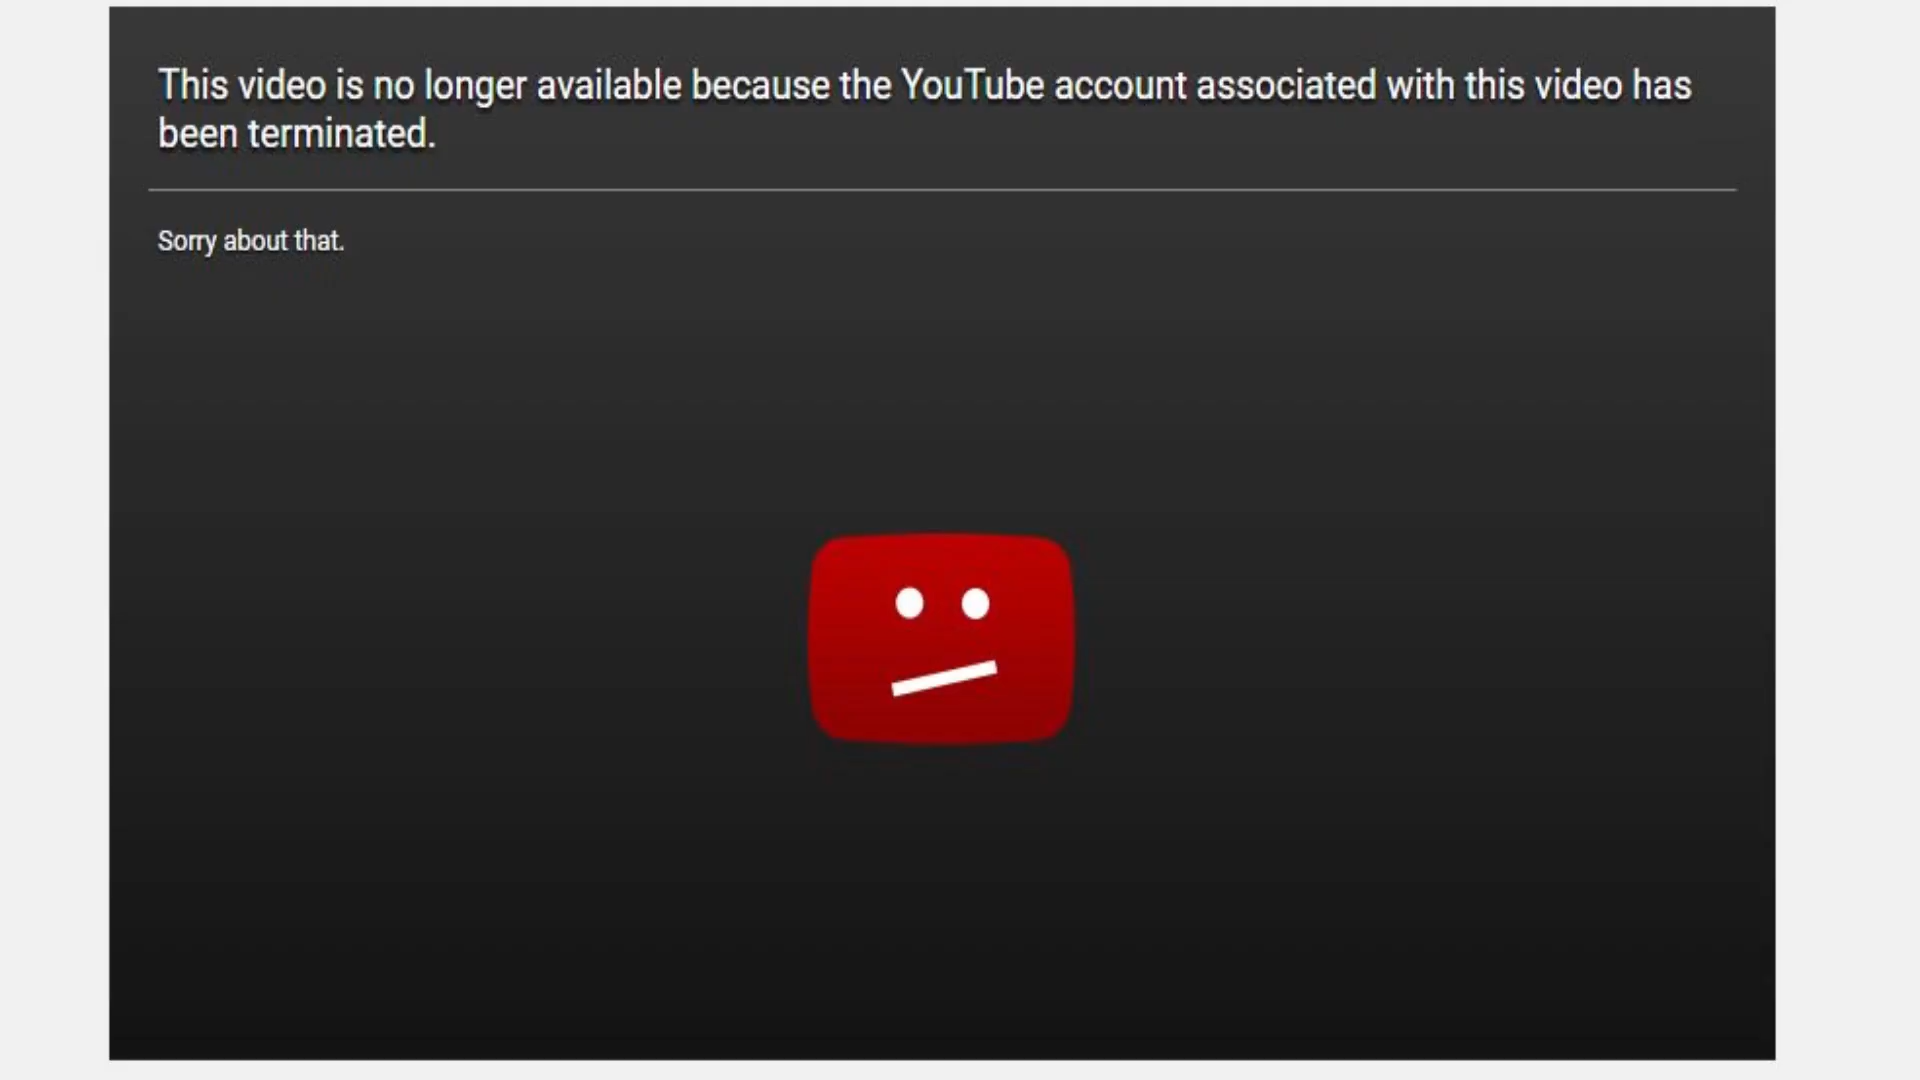 This video is no longer available because the YouTube account associated with this video has
been terminated.
Sorry about that.